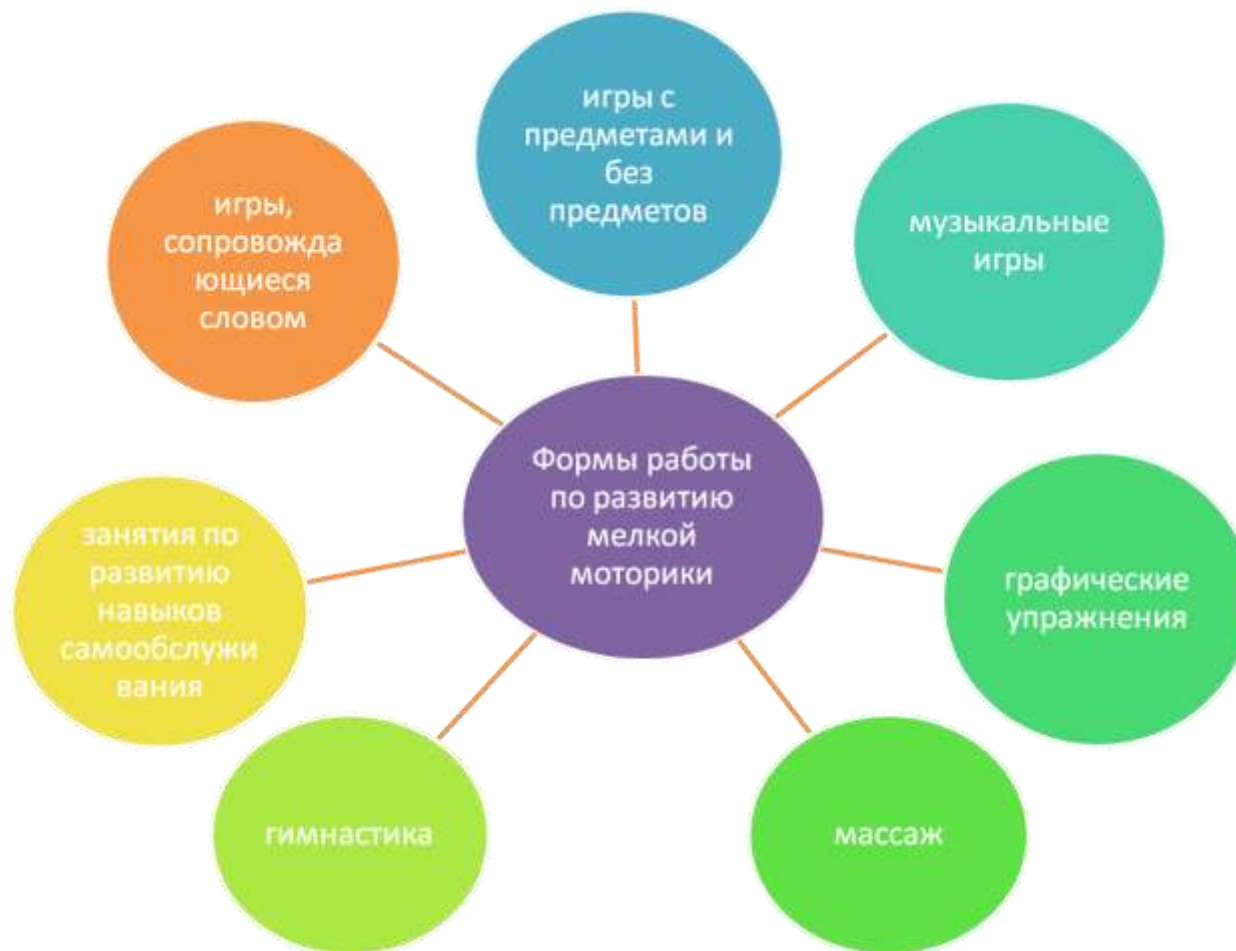 игры с
предметами и
без
предметов
музыкальные
игры
графические
упражнения
массаж
гимнастика
занятия по
развитию
навыков
самообслужи
вания
игры,
сопровожда
ющиеся
словом
Формы работы
по развитию
мелкой
моторики